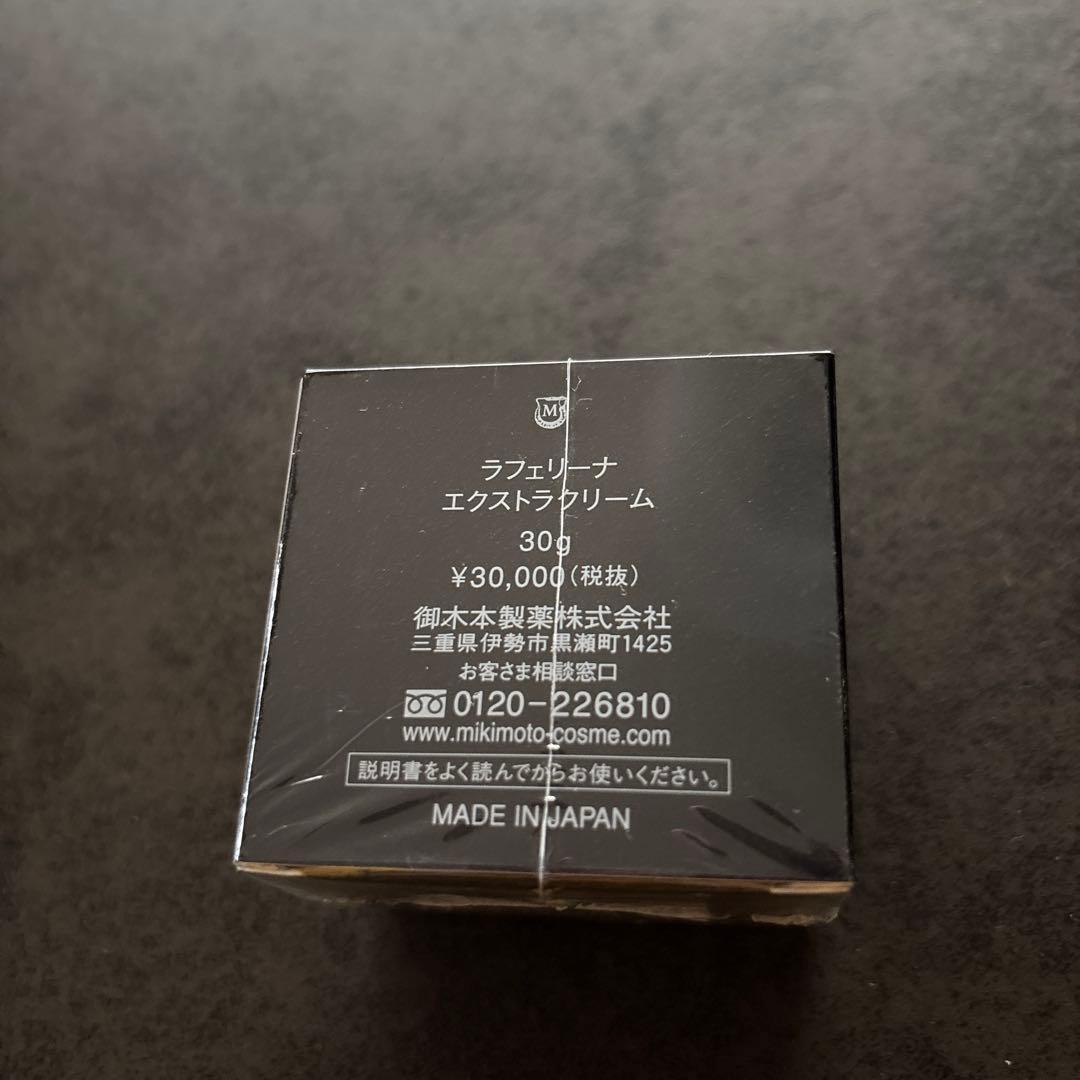 M
ラフェリーナ
エクストラクリーム
30g
¥30,000(税抜)
御木本製薬株式会社
三重県伊勢市黒瀬町1425
お客さま相談窓口
0120-226810
www.mikimoto-cosme.com
説明書をよく読んでからお使いください。
MADE IN JAPAN